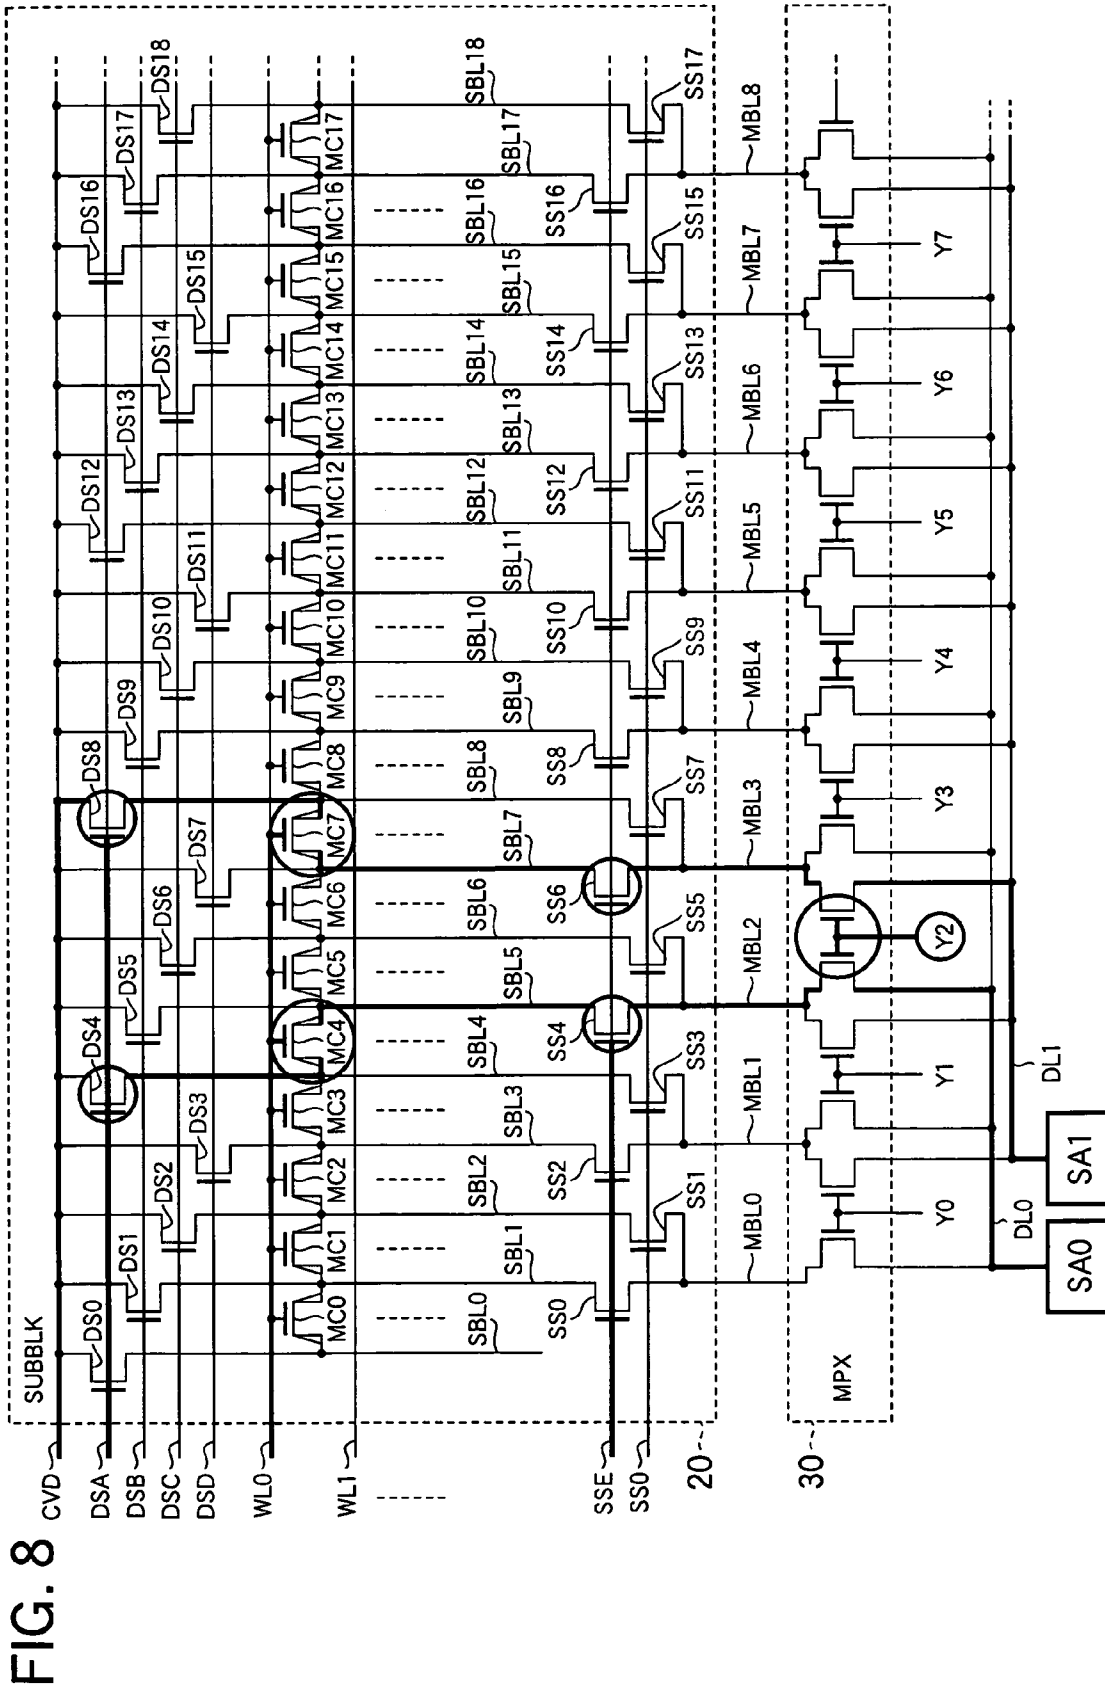 FIG. 8
SUBBLK
CVD
DSA
DSB
DSC
DSD
WL0
WL1
SSE
SSO
20
30
MPX
DS0
DS1
DS2
DS3
DS4
DS5
DS6
DS7
DS8
DS9
DS10
DS11
DS12
DS13
DS14
DS15
DS16
DS17
DS18
MC0
MC1
MC2
MC3
MC4
MC5
MC6
MC7
MC8
MC9
MC10
MC11
MC12
MC13
MC14
MC15
MC16
MC17
SBL0
SBL1
SBL2
SBL3
SBL4
SBL5
SBL6
SBL7
SBL8
SBL9
SBL10
SBL11
SBL12
SBL13
SBL14
SBL15
SBL16
SBL17
SBL18
SS0
SS1
SS2
SS3
SS4
SS5
SS6
SS7
SS8
SS9
SS10
SS11
SS12
SS13
SS14
SS15
SS16
SS17
MBL0
MBL1
MBL2
MBL3
MBL4
MBL5
MBL6
MBL7
MBL8
Y0
Y1
Y2
Y3
Y4
Y5
Y6
Y7
DL0
DL1
SA0
SA1